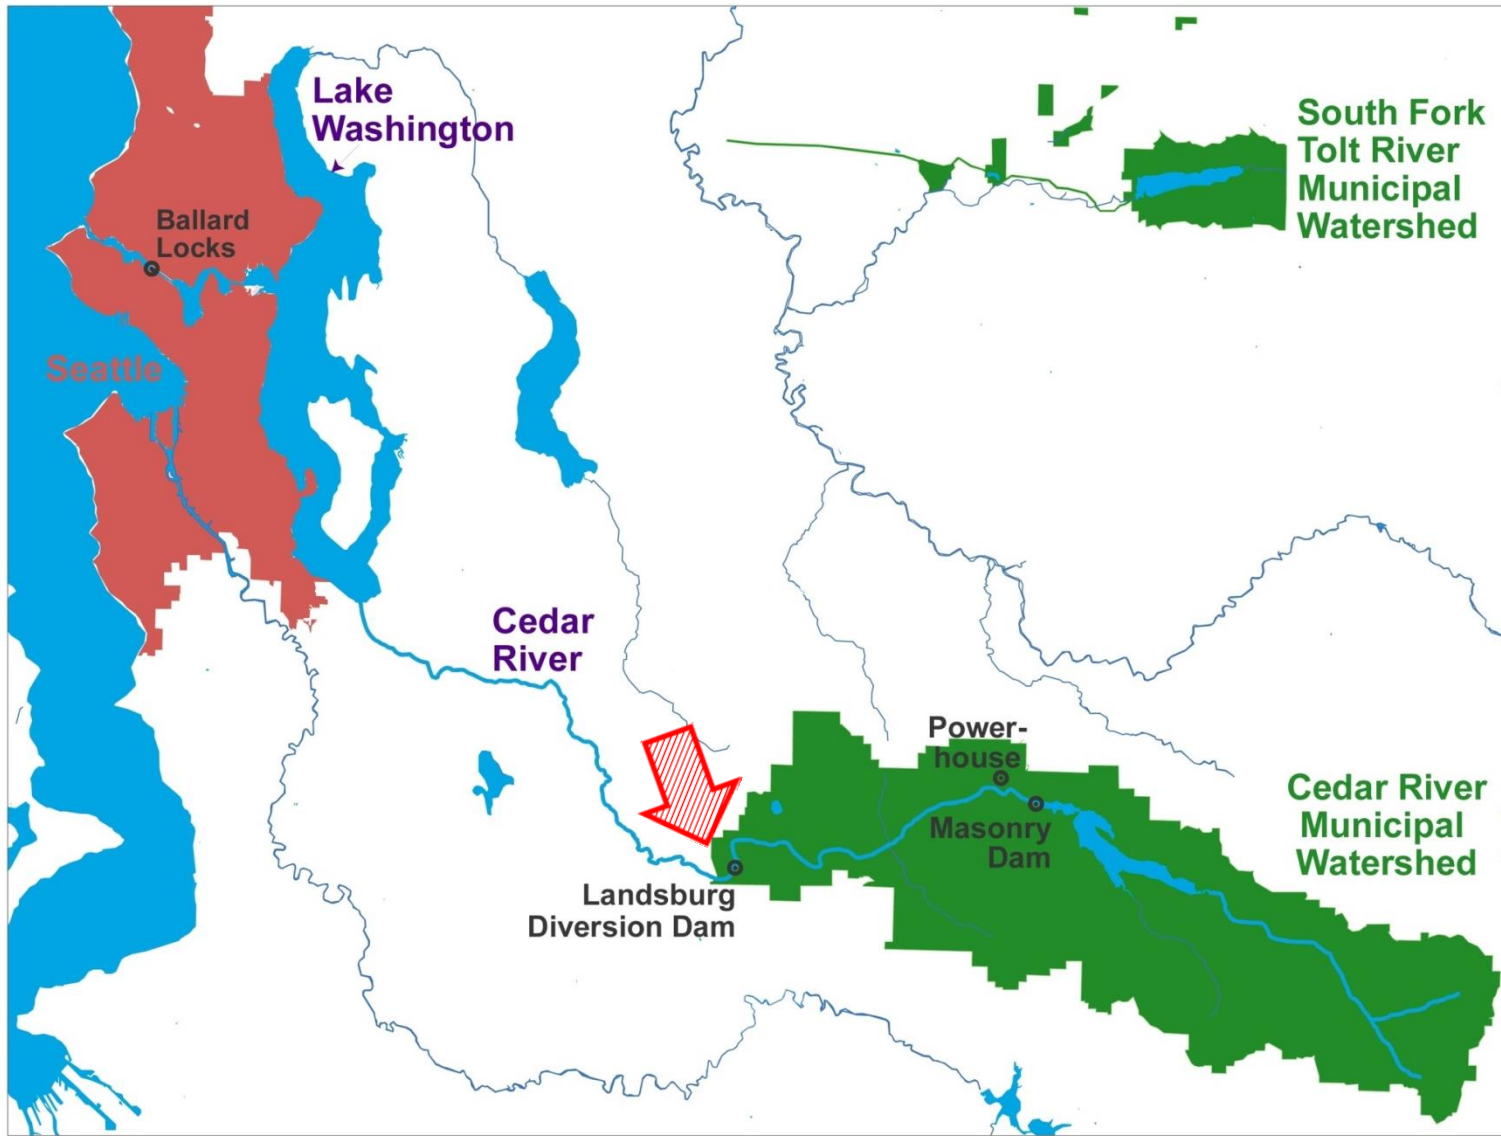 Lake
Washington
South Fork
Tolt River
Municipal
Watershed
Ballard
Locks
Seattle
Cedar
River
Power-
house
Masonry
Dam
Cedar River
Municipal
Watershed
Landsburg
Diversion Dam